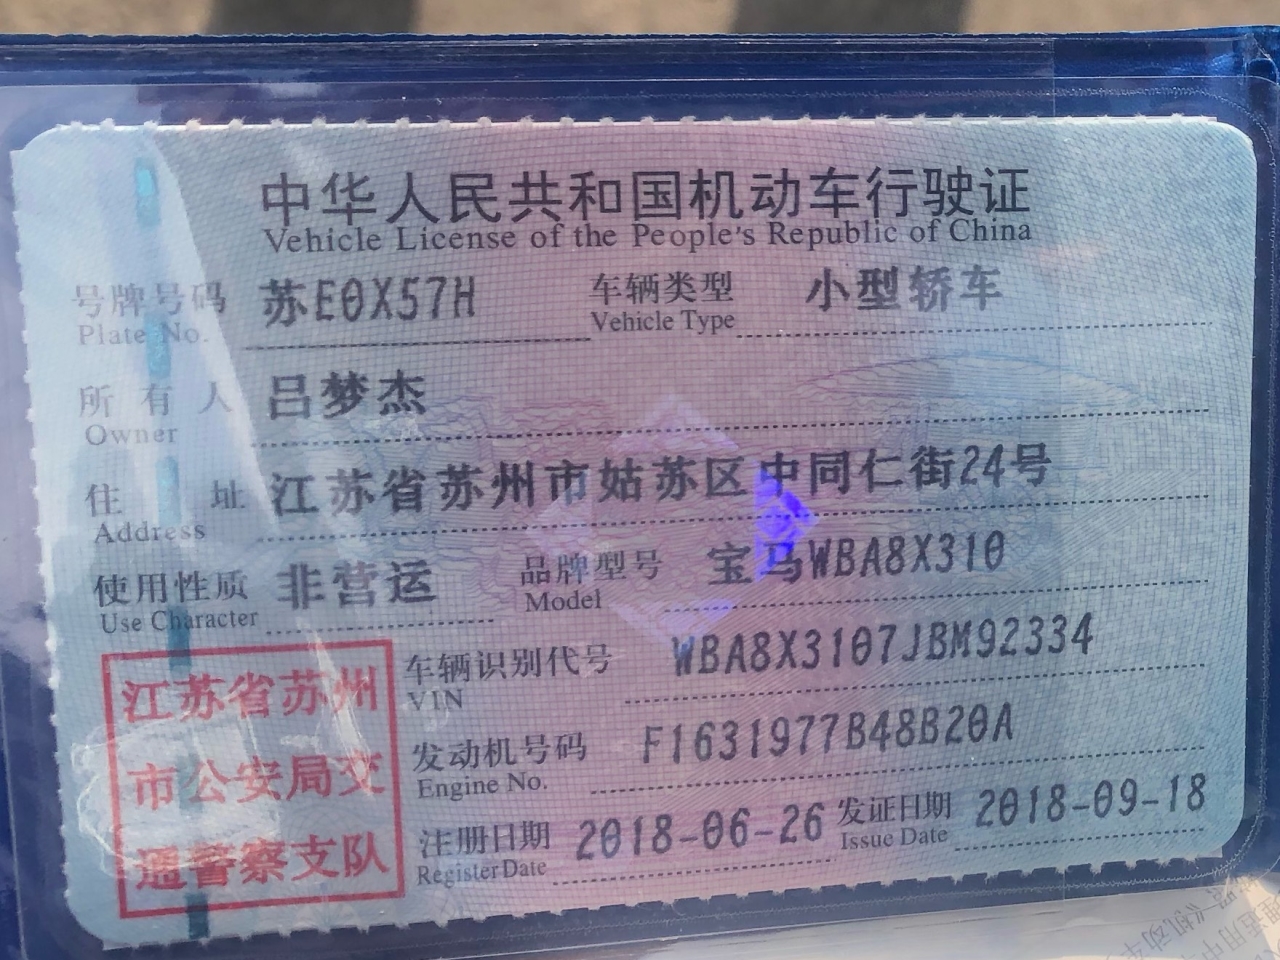 中华人民共和国机动车行驶证
Vehicle License of the People's Republic of China
号牌号码 苏E0X57H 车辆类型 小型轿车
Plate No. Vehicle Type
所有人 吕梦杰
Owner
住址 江苏省苏州市姑苏区中同仁街24号
Address
使用性质 非营运 品牌型号 宝马WBA8X310
Use Character Model
车辆识别代号 WBA8X3107JBM92334
VIN
发动机号码 F1631977B48B20A
Engine No.
注册日期 2018-06-26 发证日期 2018-09-18
Register Date Issue Date
江苏省苏州
市公安局交
通警察支队